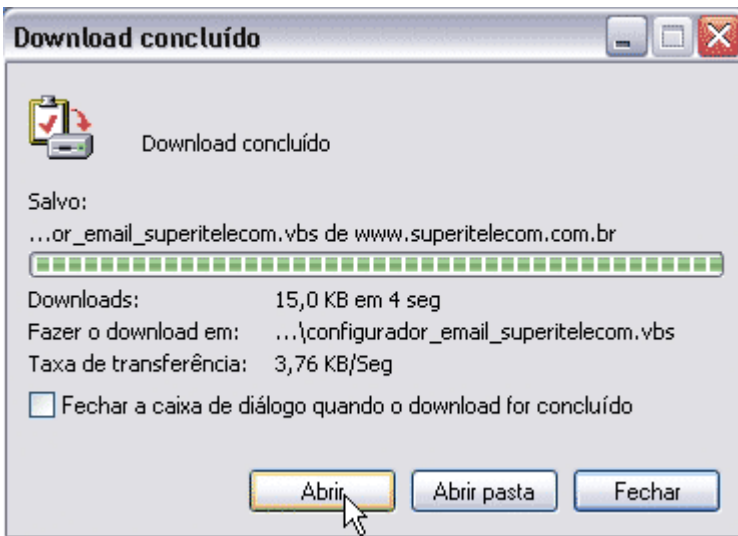 Download concluído
Download concluído
Salvo:
...or_email_superitelecom.vbs de www.superitelecom.com.br
Downloads: 15,0 KB em 4 seg
Fazer o download em: ...\configurador_email_superitelecom.vbs
Taxa de transferência: 3,76 KB/Seg
Fechar a caixa de diálogo quando o download for concluído
Abrir Abrir pasta Fechar